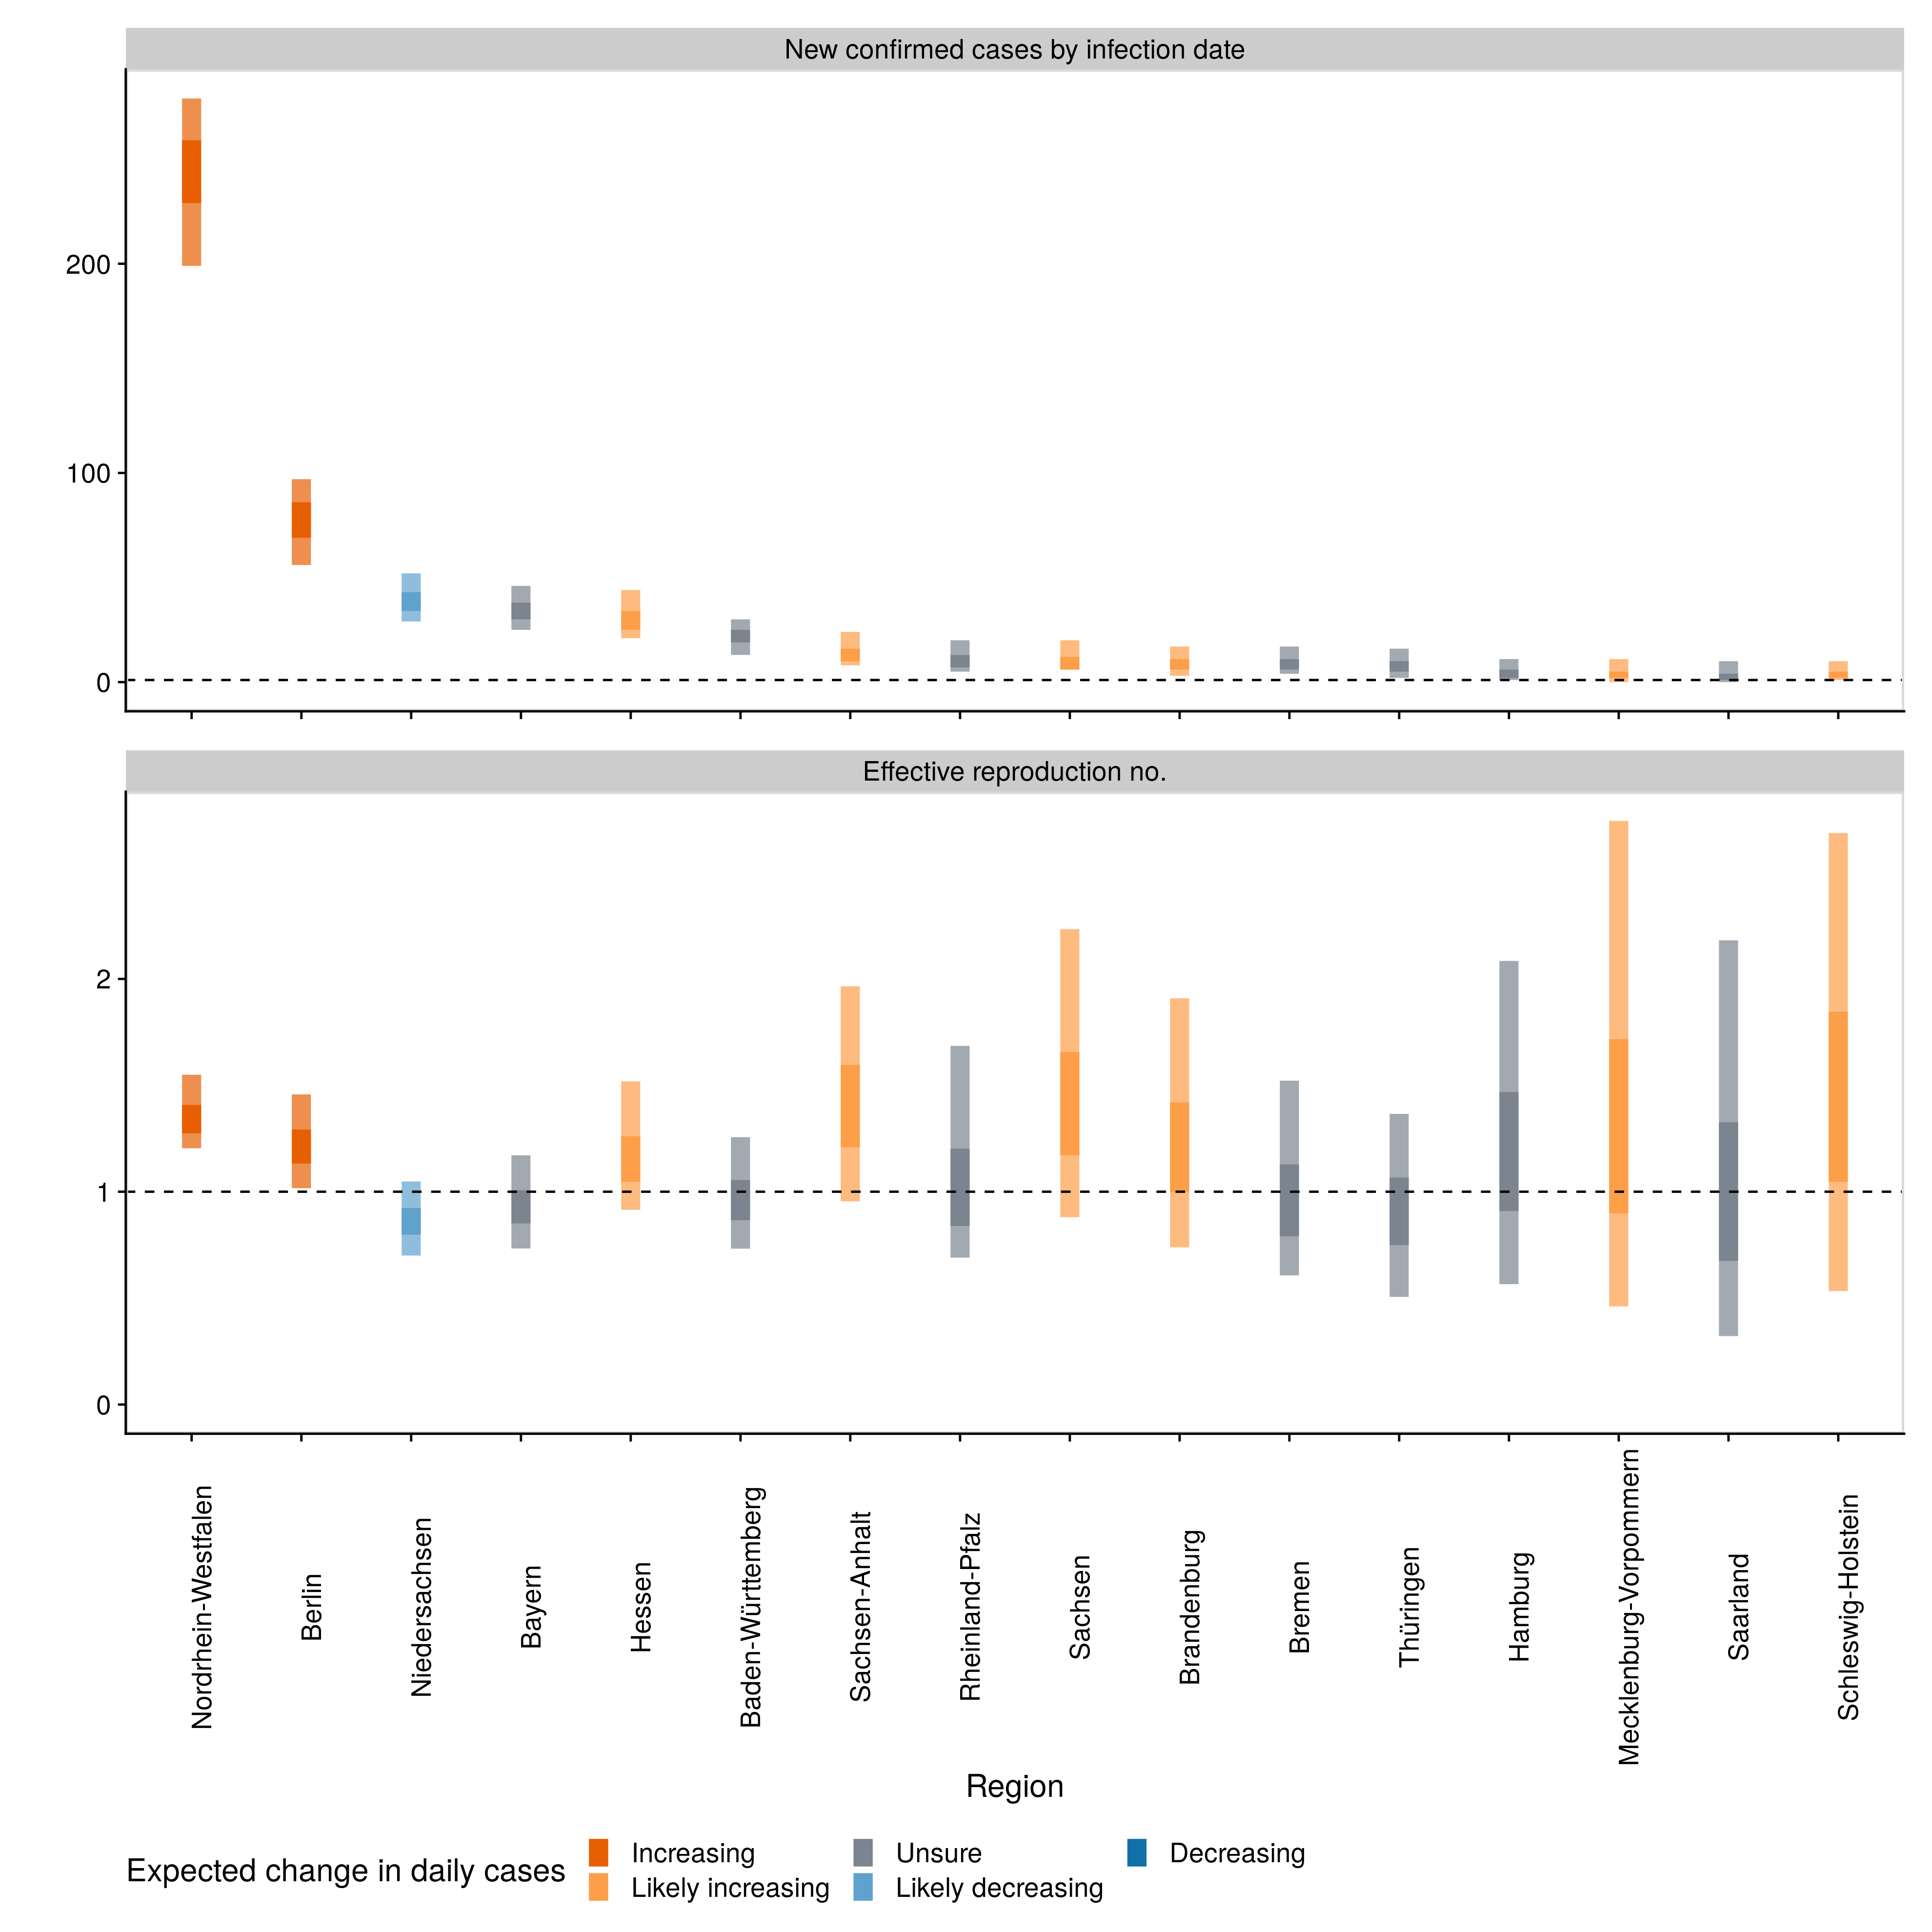 New confirmed cases by infection date
200
100
0
Effective reproduction no.
2
1
0
Nordrhein-Westfalen
Berlin
Niedersachsen
Bayern
Hessen
Baden-Württemberg
Sachsen-Anhalt
Rheinland-Pfalz
Sachsen
Brandenburg
Bremen
Thüringen
Hamburg
Mecklenburg-Vorpommern
Saarland
Schleswig-Holstein
Region
Expected change in daily cases
Increasing
Unsure
Decreasing
Likely increasing
Likely decreasing